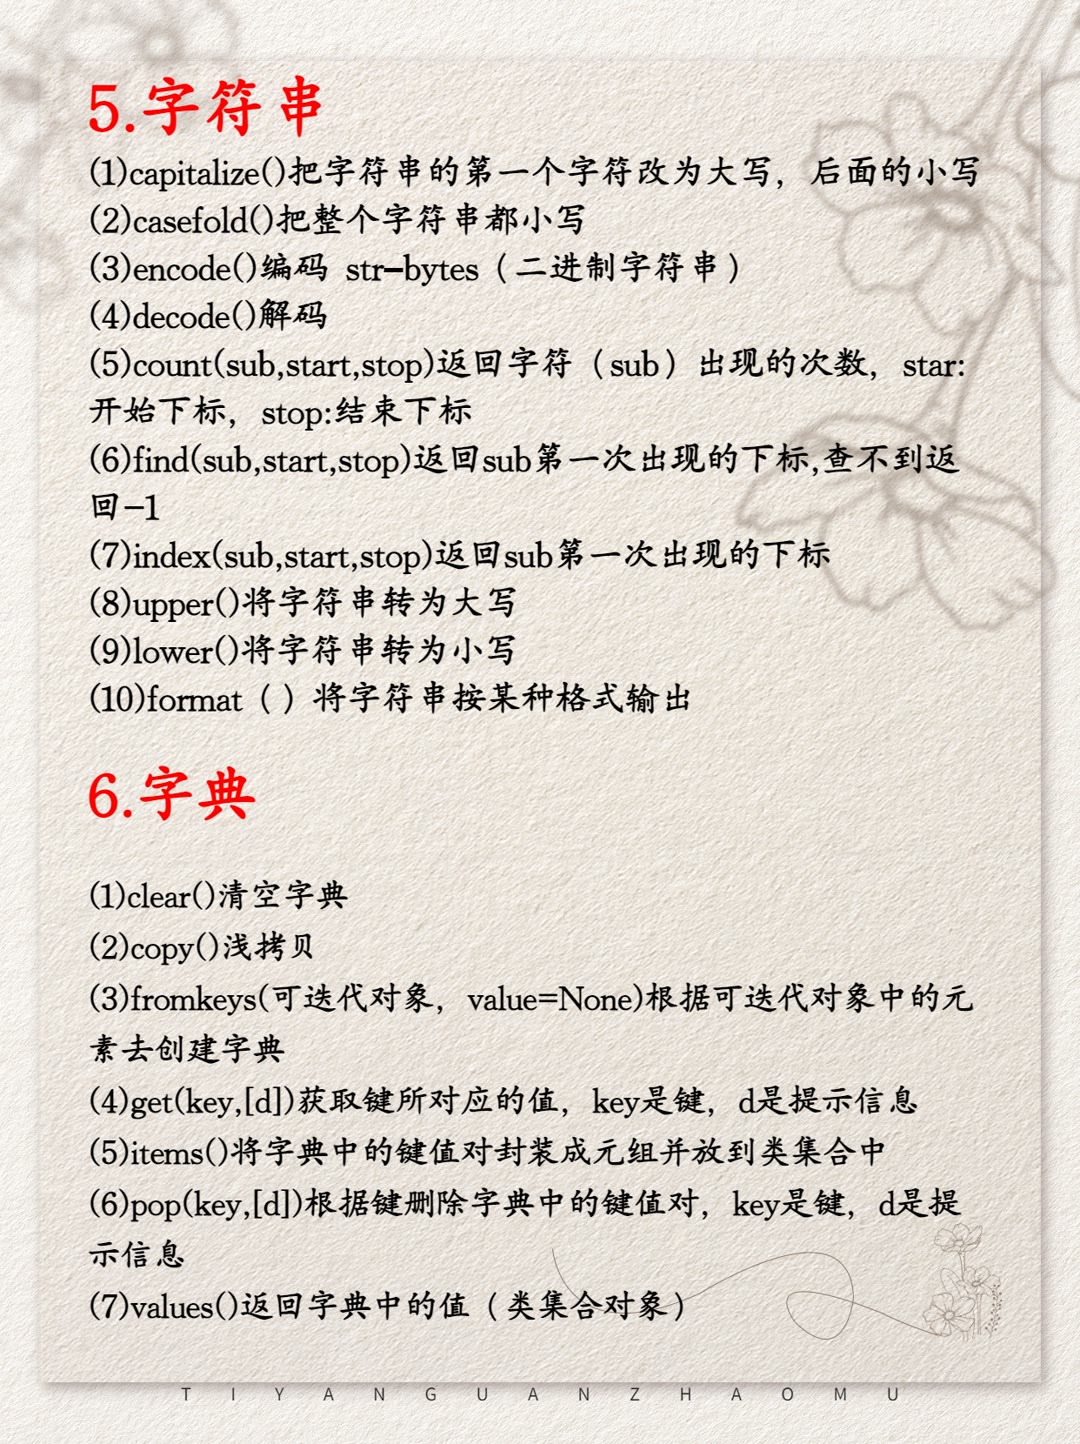 5.字符串
(1)capitalize()把字符串的第一个字符改为大写，后面的小写
(2)casefold()把整个字符串都小写
(3)encode()编码 str–bytes（二进制字符串）
(4)decode()解码
(5)count(sub,start,stop)返回字符（sub）出现的次数，star:
开始下标，stop:结束下标
(6)find(sub,start,stop)返回sub第一次出现的下标,查不到返
回–1
(7)index(sub,start,stop)返回sub第一次出现的下标
(8)upper()将字符串转为大写
(9)lower()将字符串转为小写
(10)format（）将字符串按某种格式输出
6.字典
(1)clear()清空字典
(2)copy()浅拷贝
(3)fromkeys(可迭代对象，value=None)根据可迭代对象中的元
素去创建字典
(4)get(key,[d])获取键所对应的值，key是键，d是提示信息
(5)items()将字典中的键值对封装成元组并放到类集合中
(6)pop(key,[d])根据键删除字典中的键值对，key是键，d是提
示信息
(7)values()返回字典中的值（类集合对象）
TIYANGUANZHAOMU